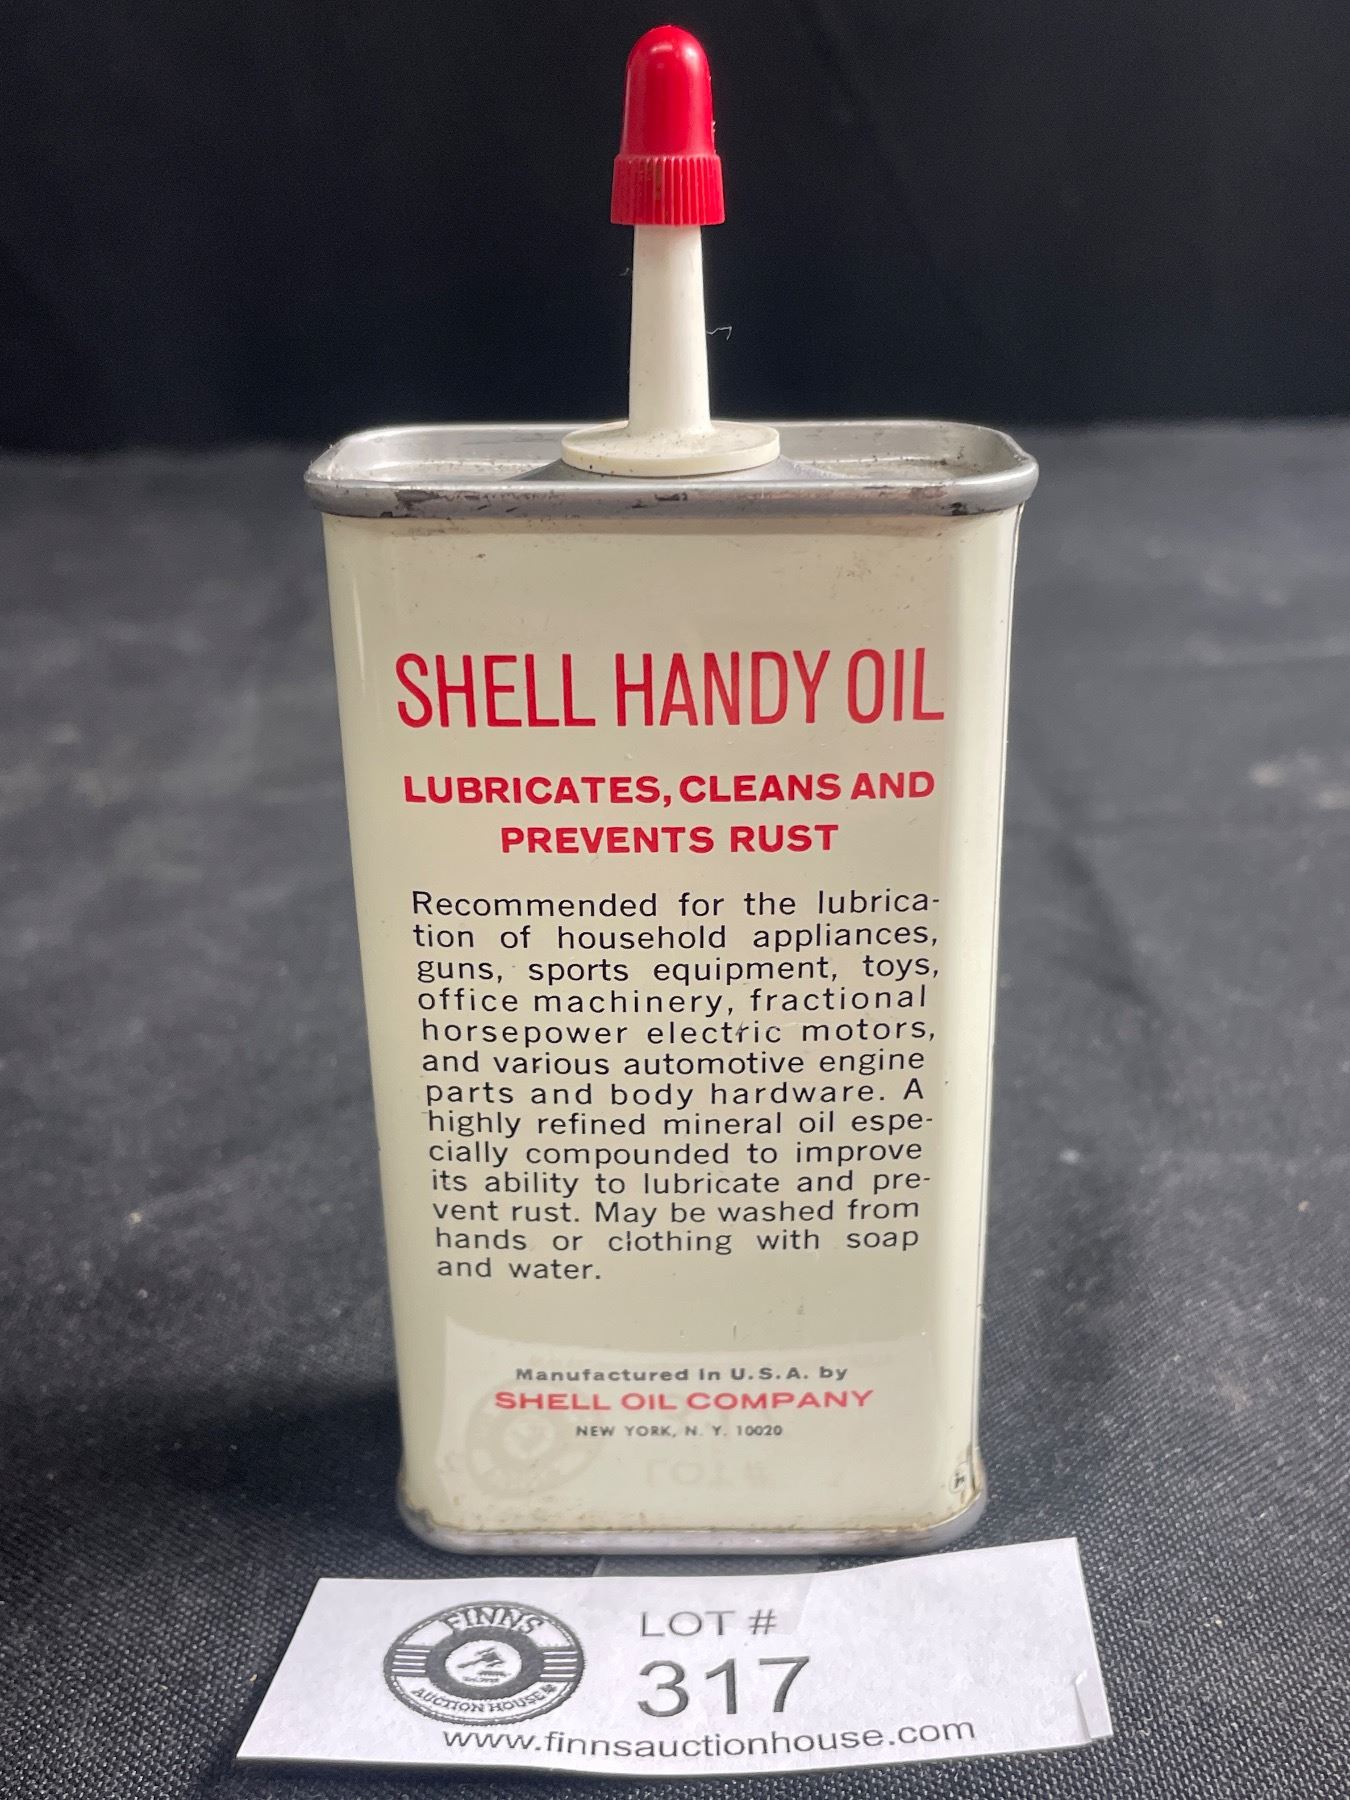 SHELL HANDY OIL
LUBRICATES, CLEANS AND
PREVENTS RUST
Recommended for the lubrica-
tion of household appliances,
guns, sports equipment, toys,
office machinery, fractional
horsepower electric motors,
and various automotive engine
parts and body hardware. A
highly refined mineral oil espe-
cially compounded to improve
its ability to lubricate and pre-
vent rust. May be washed from
hands or clothing with soap
and water.
Manufactured in U.S.A. by
SHELL OIL COMPANY
NEW YORK, N. Y. 10020
FINNS
AUCTION HOUSE
LOT #
317
www.finnsauctionhouse.com